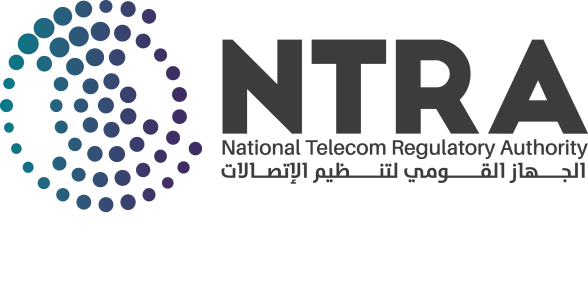 NTRA
National Telecom Regulatory Authority
الجهاز القومي لتنظيم الإتصالات